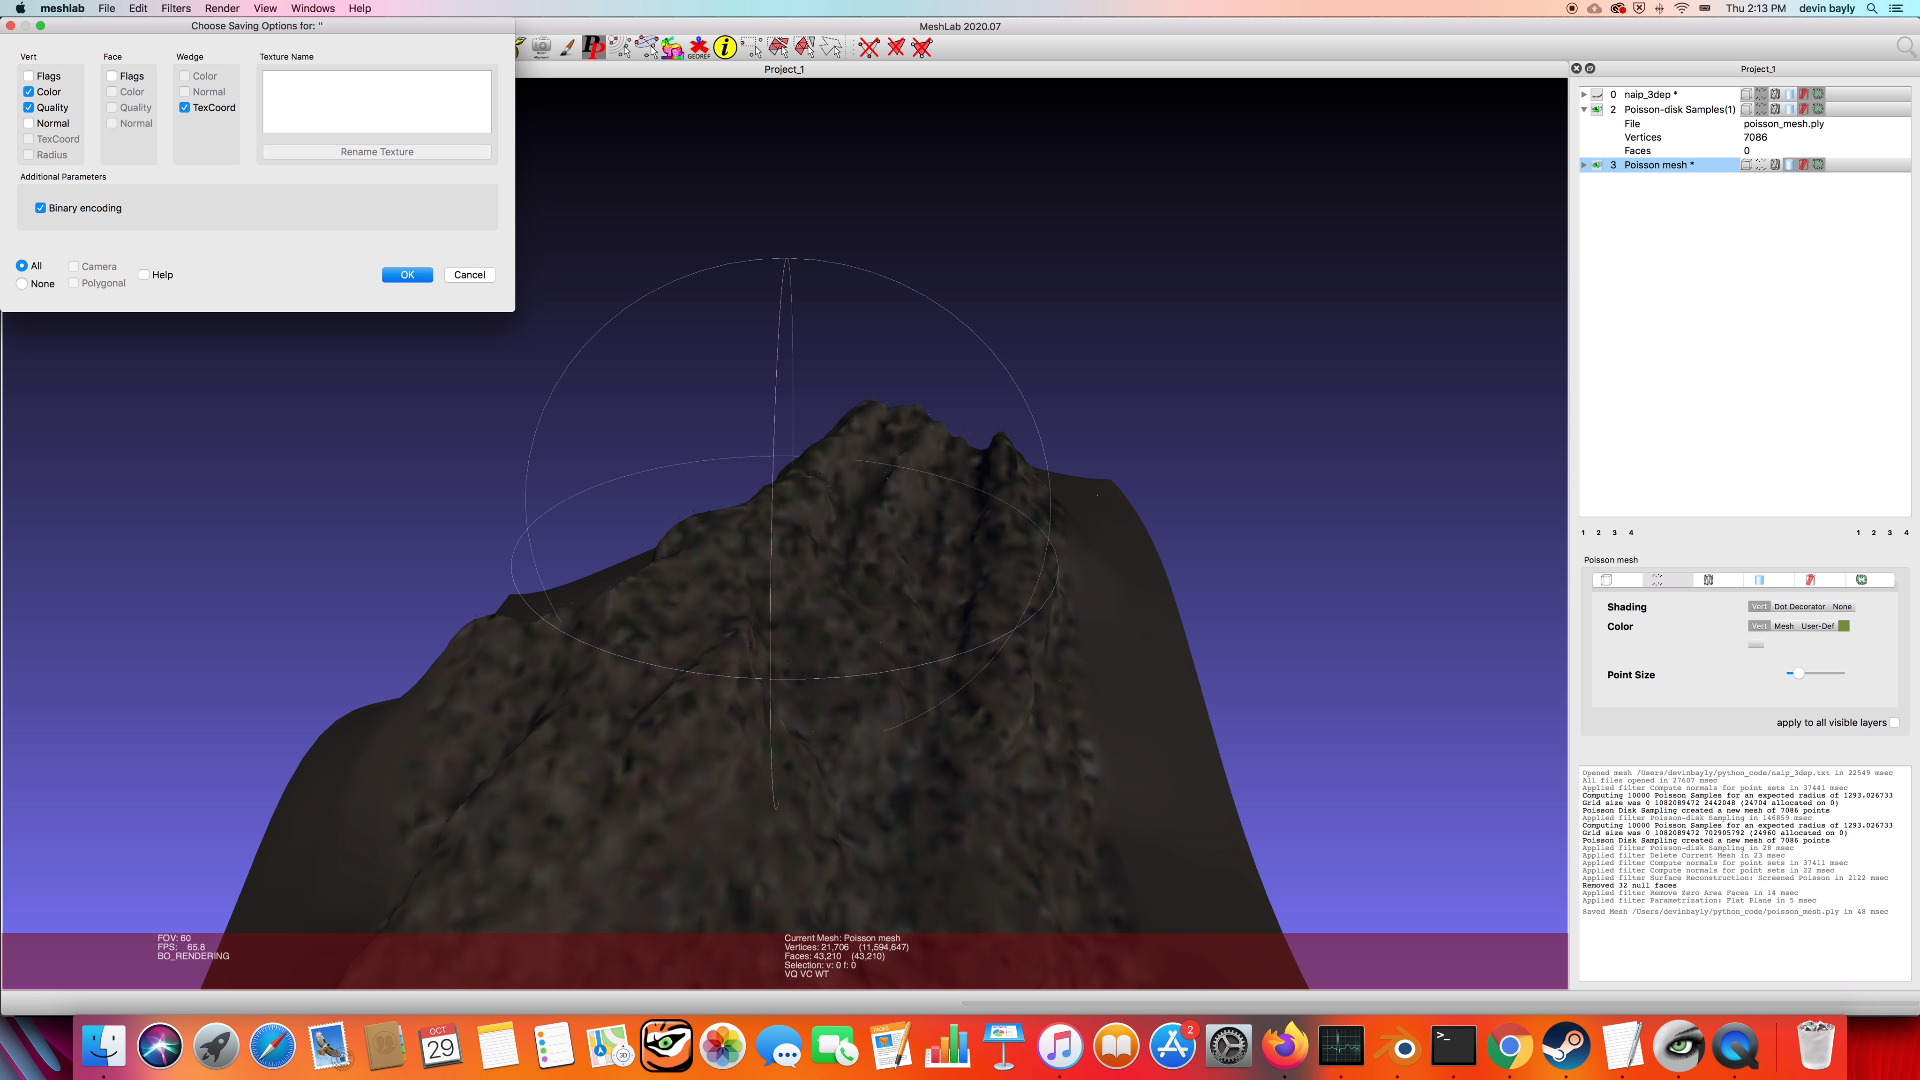 meshlab File Edit Filters Render View Windows Help
Thu 2:13 PM devin bayly
Choose Saving Options for: ''
MeshLab 2020.07
Vert Face Wedge Texture Name
Flags Flags Color
Color Color Normal
Quality Quality TexCoord
Normal Normal
TexCoord
Radius
Rename Texture
Additional Parameters
Binary encoding
All Camera
None Polygonal
Help
OK Cancel
GEOREF
Project_1
Project_1
0 naip_3dep *
2 Poisson-disk Samples(1)
File poisson_mesh.ply
Vertices 7086
Faces 0
3 Poisson mesh *
1 2 3 4 1 2 3 4
Poisson mesh
Shading Vert Dot Decorator None
Color Vert Mesh User-Def
Point Size
apply to all visible layers
Opened mesh /Users/devinbayly/python_code/naip_3dep.txt in 22549 msec
All files opened in 27607 msec
Applied filter Compute normals for point sets in 37441 msec
Computing 10000 Poisson Samples for an expected radius of 1293.026733
Grid size was 0 1082089472 2442048 (24704 allocated on 0)
Poisson Disk Sampling created a new mesh of 7086 points
Applied filter Poisson-disk Sampling in 146859 msec
Computing 10000 Poisson Samples for an expected radius of 1293.026733
Grid size was 0 1082089472 702905792 (24960 allocated on 0)
Poisson Disk Sampling created a new mesh of 7086 points
Applied filter Poisson-disk Sampling in 28 msec
Applied filter Delete Current Mesh in 23 msec
Applied filter Compute normals for point sets in 37411 msec
Applied filter Compute normals for point sets in 22 msec
Applied filter Surface Reconstruction: Screened Poisson in 2122 msec
Removed 32 null faces
Applied filter Remove Zero Area Faces in 14 msec
Applied filter Parametrization: Flat Plane in 5 msec
Saved Mesh /Users/devinbayly/python_code/poisson_mesh.ply in 48 msec
FOV: 60
FPS: 65.8
BO_RENDERING
Current Mesh: Poisson mesh
Vertices: 21,706 (11,594,647)
Faces: 43,210 (43,210)
Selection: v: 0 f: 0
VQ VC WT
OCT
29
2